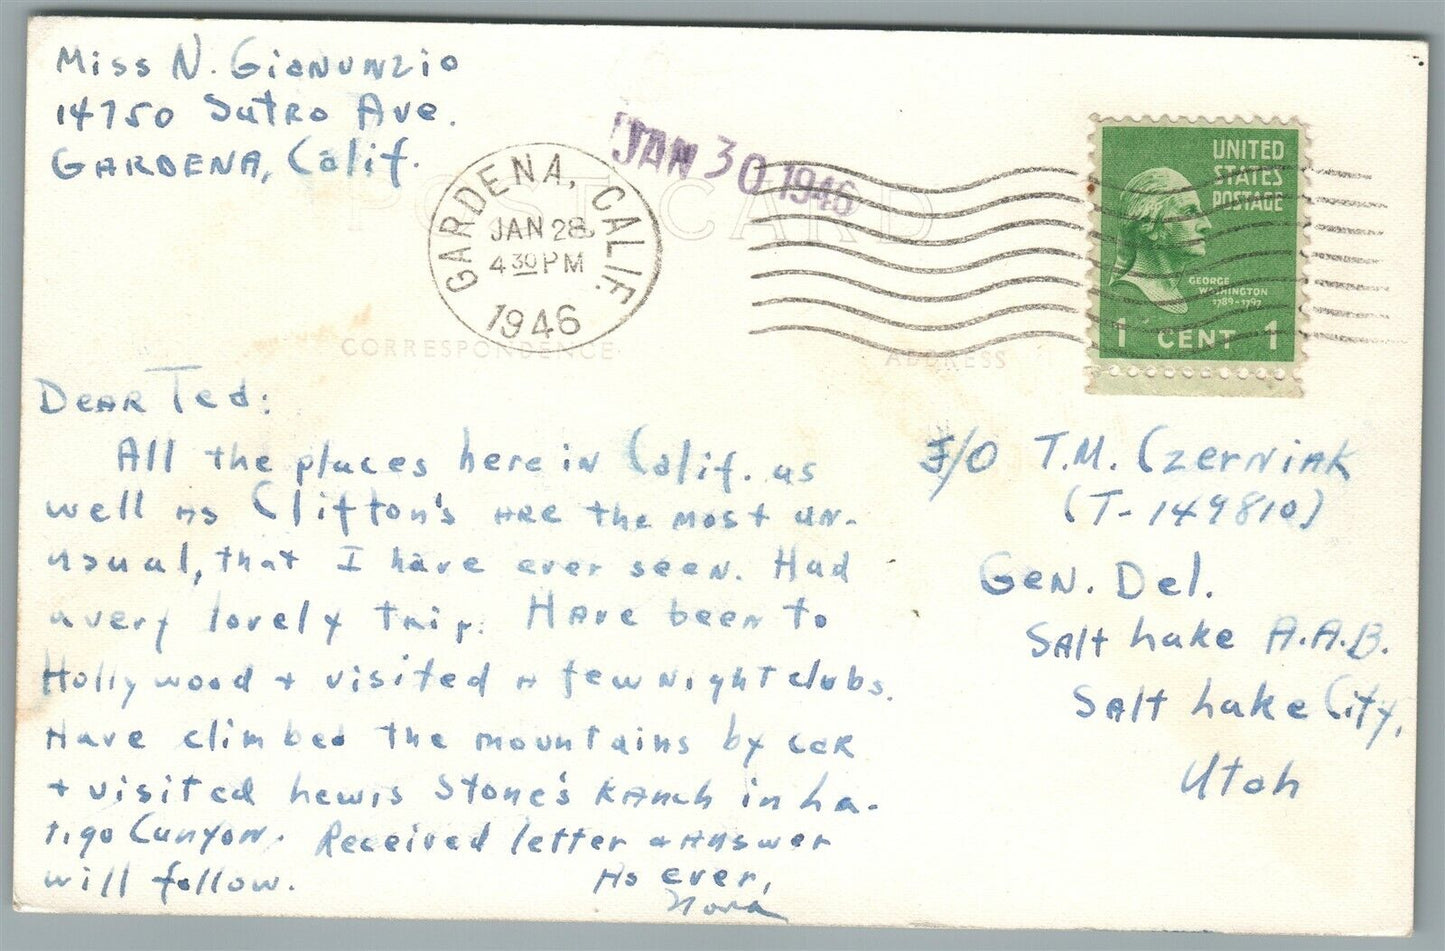 Miss N. Gianunzio
14750 Sutro Ave.
GARDENA, Calif.
JAN 30 1946
GARDENA, CALIF.
JAN 28
4 30 PM
1946
UNITED
STATES
POSTAGE
GEORGE
WASHINGTON
1789-1797
1 CENT 1
POST CARD
CORRESPONDENCE
ADDRESS
Dear Ted:
All the places here in Calif. as
well as Clifton's are the most un-
usual, that I have ever seen. Had
a very lovely trip. Have been to
Hollywood + visited a few night clubs.
Have climbed the mountains by car
+ visited Lewis Stone's Ranch in La-
tigo Canyon. Received letter & answer
will follow. As ever,
Nora
F/O T.M. Czerniak
(T-149810)
Gen. Del.
Salt Lake A.A.B.
Salt Lake City,
Utah